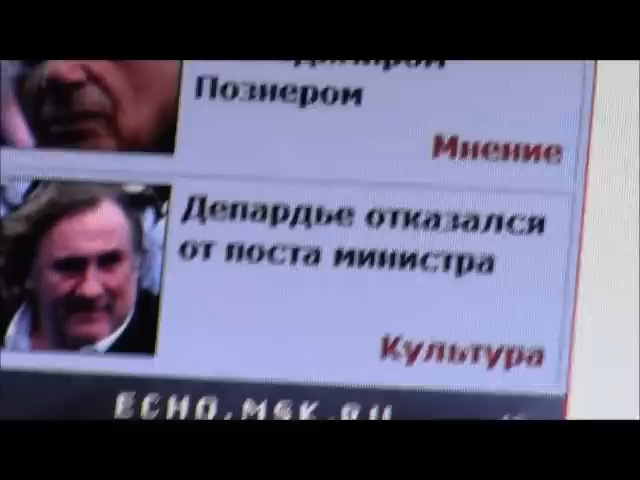 Познером
Мнение
Депардье отказался
от поста министра
Культура
ECHO.MSK.RU